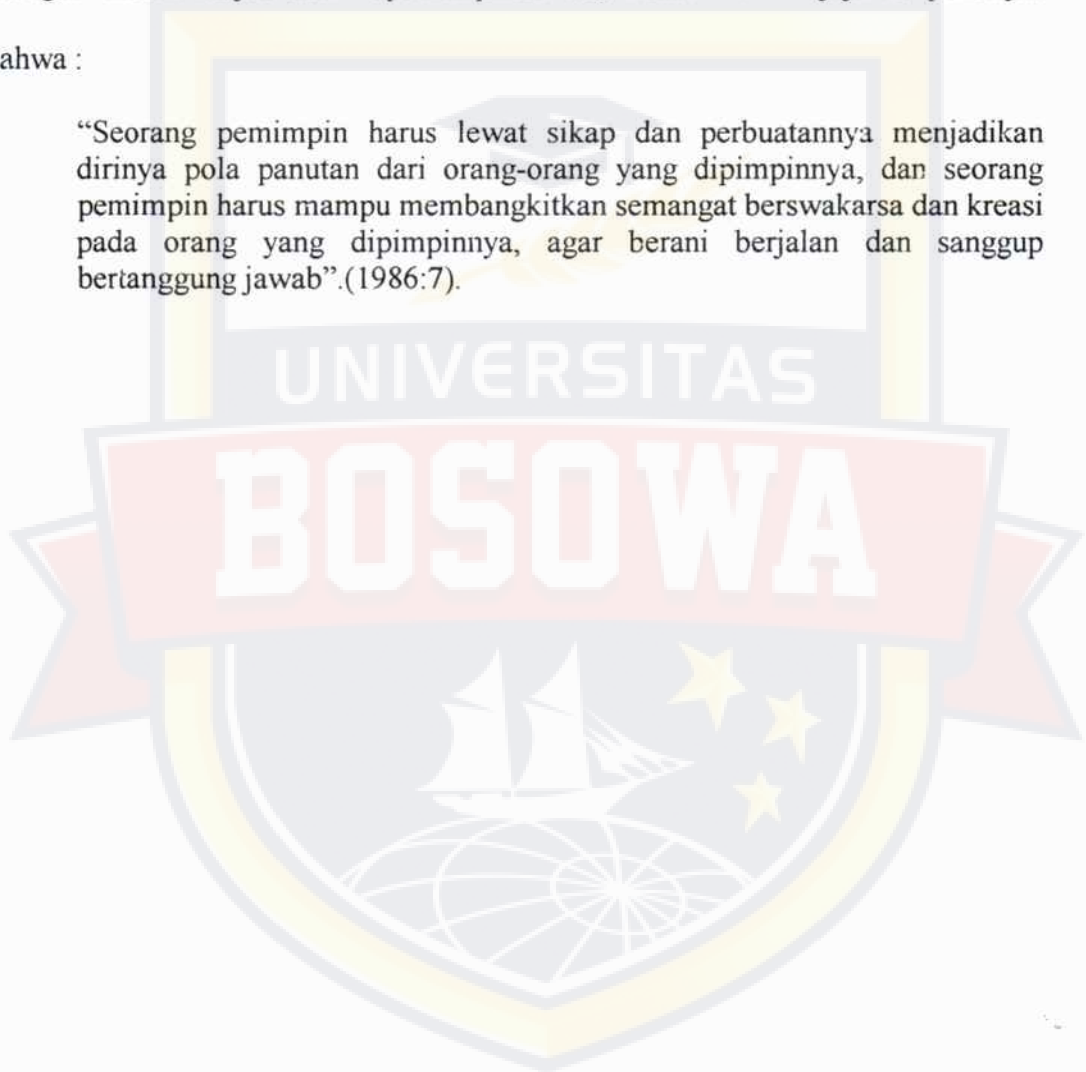 ahwa :
“Seorang pemimpin harus lewat sikap dan perbuatannya menjadikan
dirinya pola panutan dari orang-orang yang dipimpinnya, dan seorang
pemimpin harus mampu membangkitkan semangat berswakarsa dan kreasi
pada orang yang dipimpinnya, agar berani berjalan dan sanggup
bertanggung jawab”.(1986:7).
UNIVERSITAS
BOSOWA